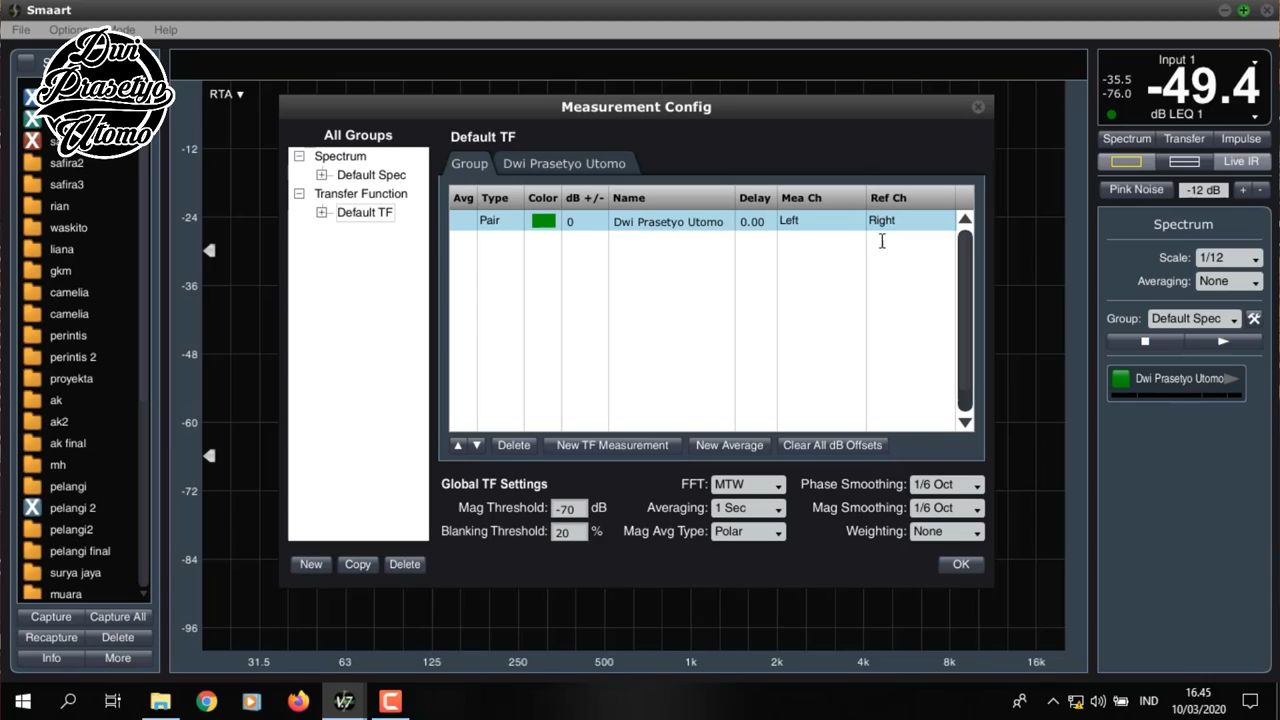 Smaart
File Options Mode Help
Dwi
Prasetyo
Utomo
safira2
safira3
rian
waskito
liana
gkm
camelia
camelia
perintis
perintis 2
proyekta
ak
ak2
ak final
mh
pelangi
pelangi 2
pelangi2
pelangi final
surya jaya
muara
Capture Capture All
Recapture Delete
Info More
RTA
-12
-24
-36
-48
-60
-72
-84
-96
31.5 63 125 250 500 1k 2k 4k 8k 16k
Measurement Config
All Groups
Spectrum
Default Spec
Transfer Function
Default TF
New Copy Delete
Default TF
Group Dwi Prasetyo Utomo
Avg Type Color dB +/- Name Delay Mea Ch Ref Ch
Pair 0 Dwi Prasetyo Utomo 0.00 Left Right
Delete New TF Measurement New Average Clear All dB Offsets
Global TF Settings FFT: MTW Phase Smoothing: 1/6 Oct
Mag Threshold: -70 dB Averaging: 1 Sec Mag Smoothing: 1/6 Oct
Blanking Threshold: 20 % Mag Avg Type: Polar Weighting: None
OK
Input 1
-35.5
-76.0
-49.4
dB LEQ 1
Spectrum Transfer Impulse
Live IR
Pink Noise -12 dB + -
Spectrum
Scale: 1/12
Averaging: None
Group: Default Spec
Dwi Prasetyo Utomo
V7
IND
16.45
10/03/2020